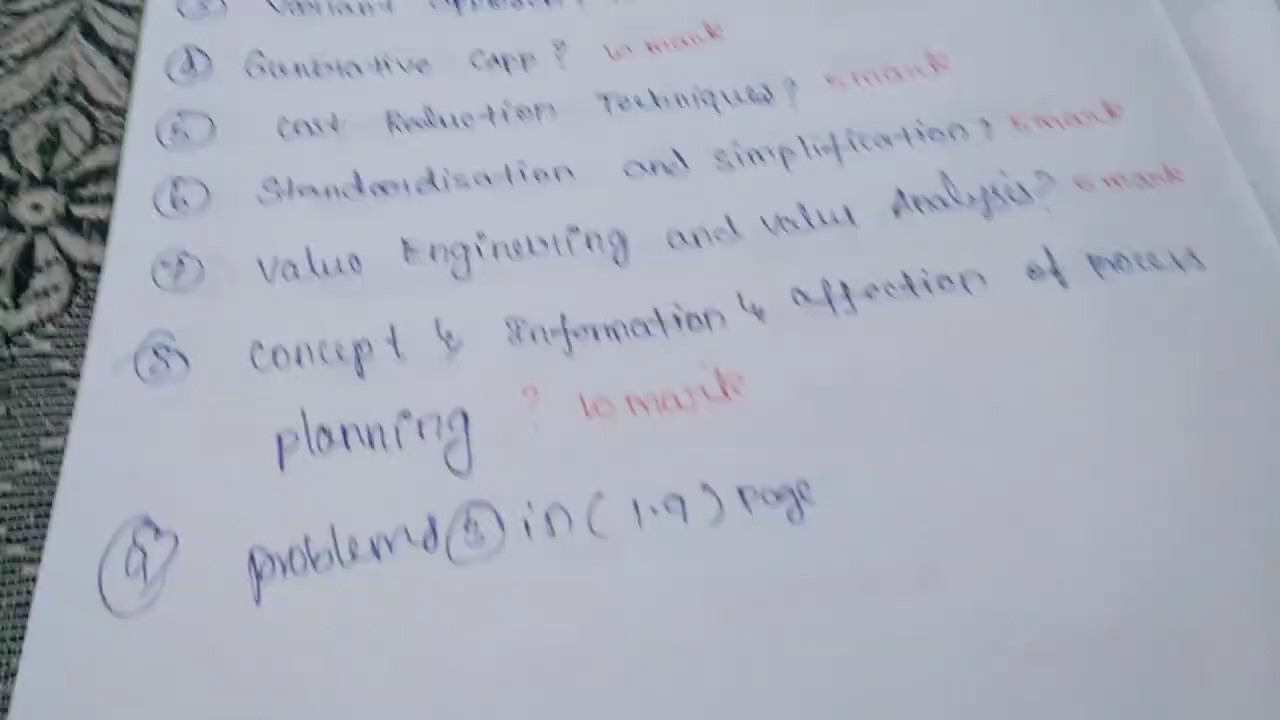 (3) Variant
(4) Generative CAPP? 10 mark
(5) Cost Reduction Techniques? 5 mark
(6) Standardisation and simplification? 5 mark
(7) Value Engineering and value Analysis? 5 mark
(8) concept & Information & affection of process
planning ? 10 mark
(9) problems (3) in (1.9) page